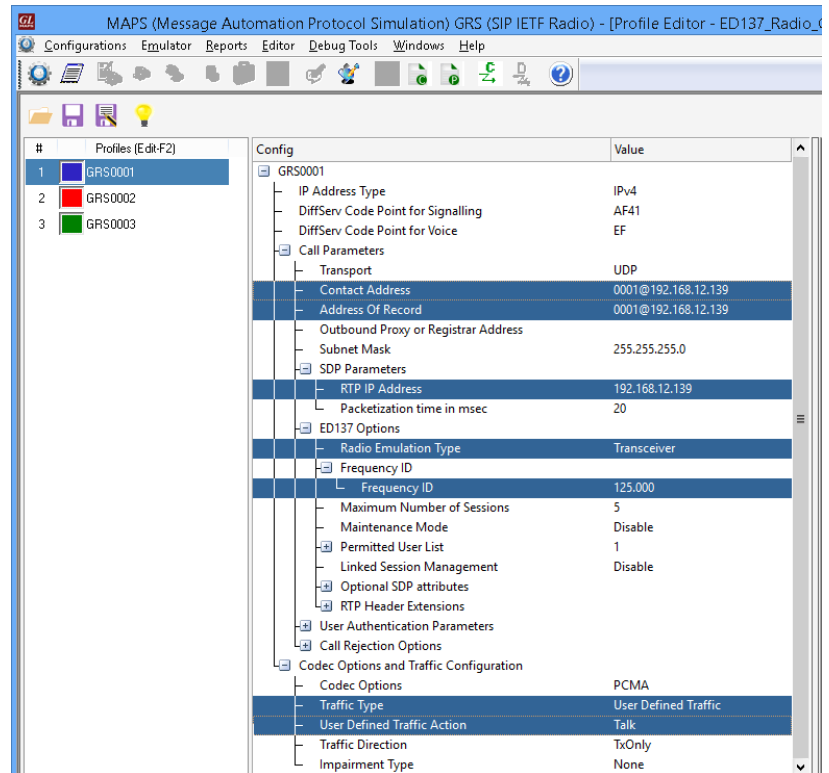 GL MAPS (Message Automation Protocol Simulation) GRS (SIP IETF Radio) - [Profile Editor - ED137_Radio_
Configurations Emulator Reports Editor Debug Tools Windows Help
# Profiles (Edit-F2)
1 GRS0001
2 GRS0002
3 GRS0003
Config Value
GRS0001
IP Address Type IPv4
DiffServ Code Point for Signalling AF41
DiffServ Code Point for Voice EF
Call Parameters
Transport UDP
Contact Address 0001@192.168.12.139
Address Of Record 0001@192.168.12.139
Outbound Proxy or Registrar Address
Subnet Mask 255.255.255.0
SDP Parameters
RTP IP Address 192.168.12.139
Packetization time in msec 20
ED137 Options
Radio Emulation Type Transceiver
Frequency ID
Frequency ID 125.000
Maximum Number of Sessions 5
Maintenance Mode Disable
Permitted User List 1
Linked Session Management Disable
Optional SDP attributes
RTP Header Extensions
User Authentication Parameters
Call Rejection Options
Codec Options and Traffic Configuration
Codec Options PCMA
Traffic Type User Defined Traffic
User Defined Traffic Action Talk
Traffic Direction TxOnly
Impairment Type None